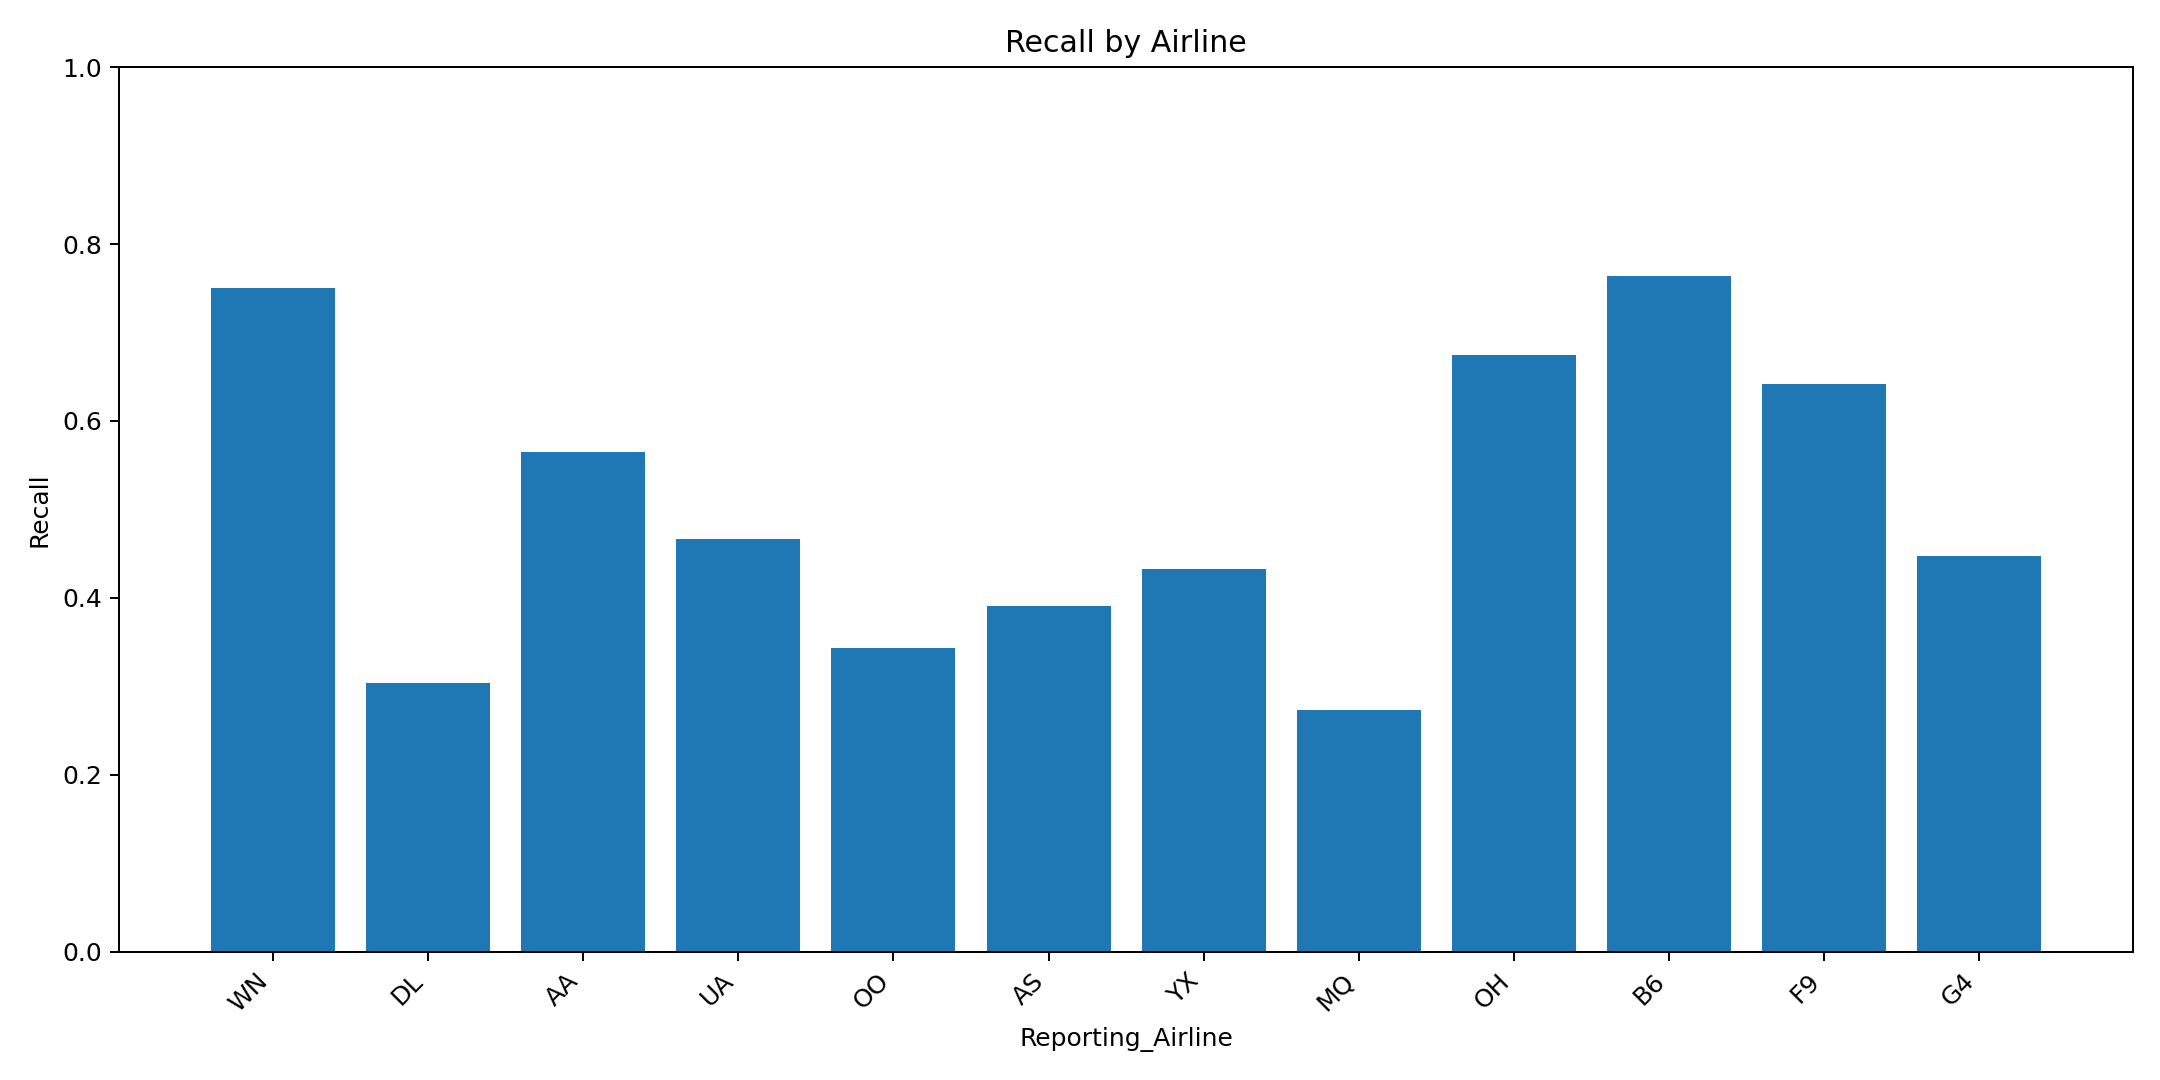 Recall by Airline
1.0
0.8
0.6
0.4
0.2
0.0
Recall
WN DL AA UA OO AS YX MQ OH B6 F9 G4
Reporting_Airline